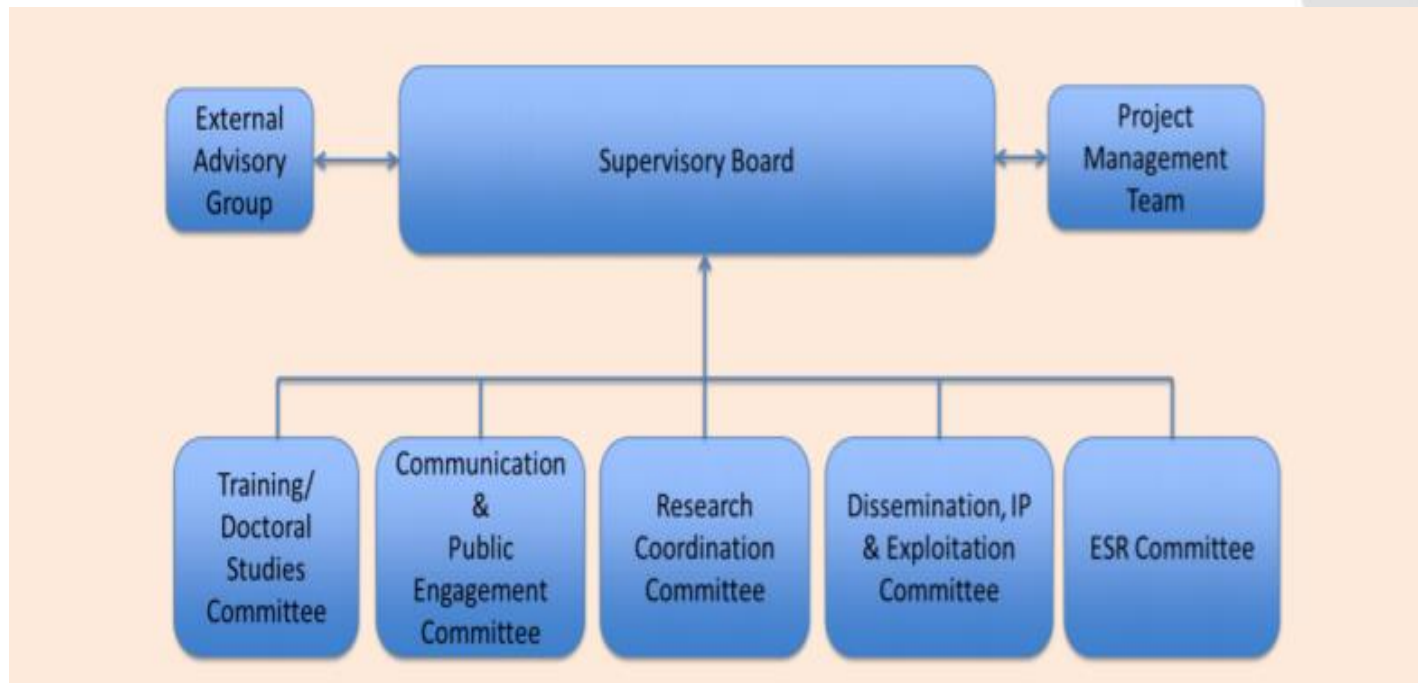 External
Advisory
Group
Supervisory Board
Project
Management
Team
Training/
Doctoral
Studies
Committee
Communication
&
Public
Engagement
Committee
Research
Coordination
Committee
Dissemination, IP
& Exploitation
Committee
ESR Committee